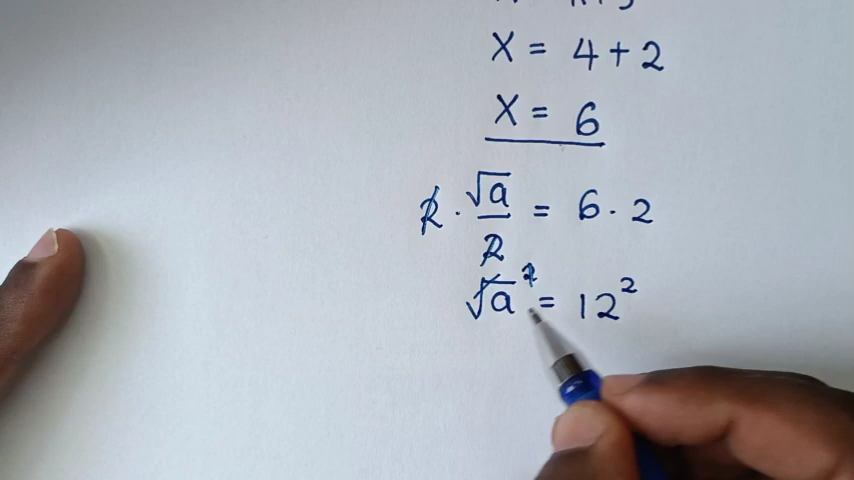 X = 4 + 2
X = 6
2 · √a/2 = 6 · 2
√a² = 12²